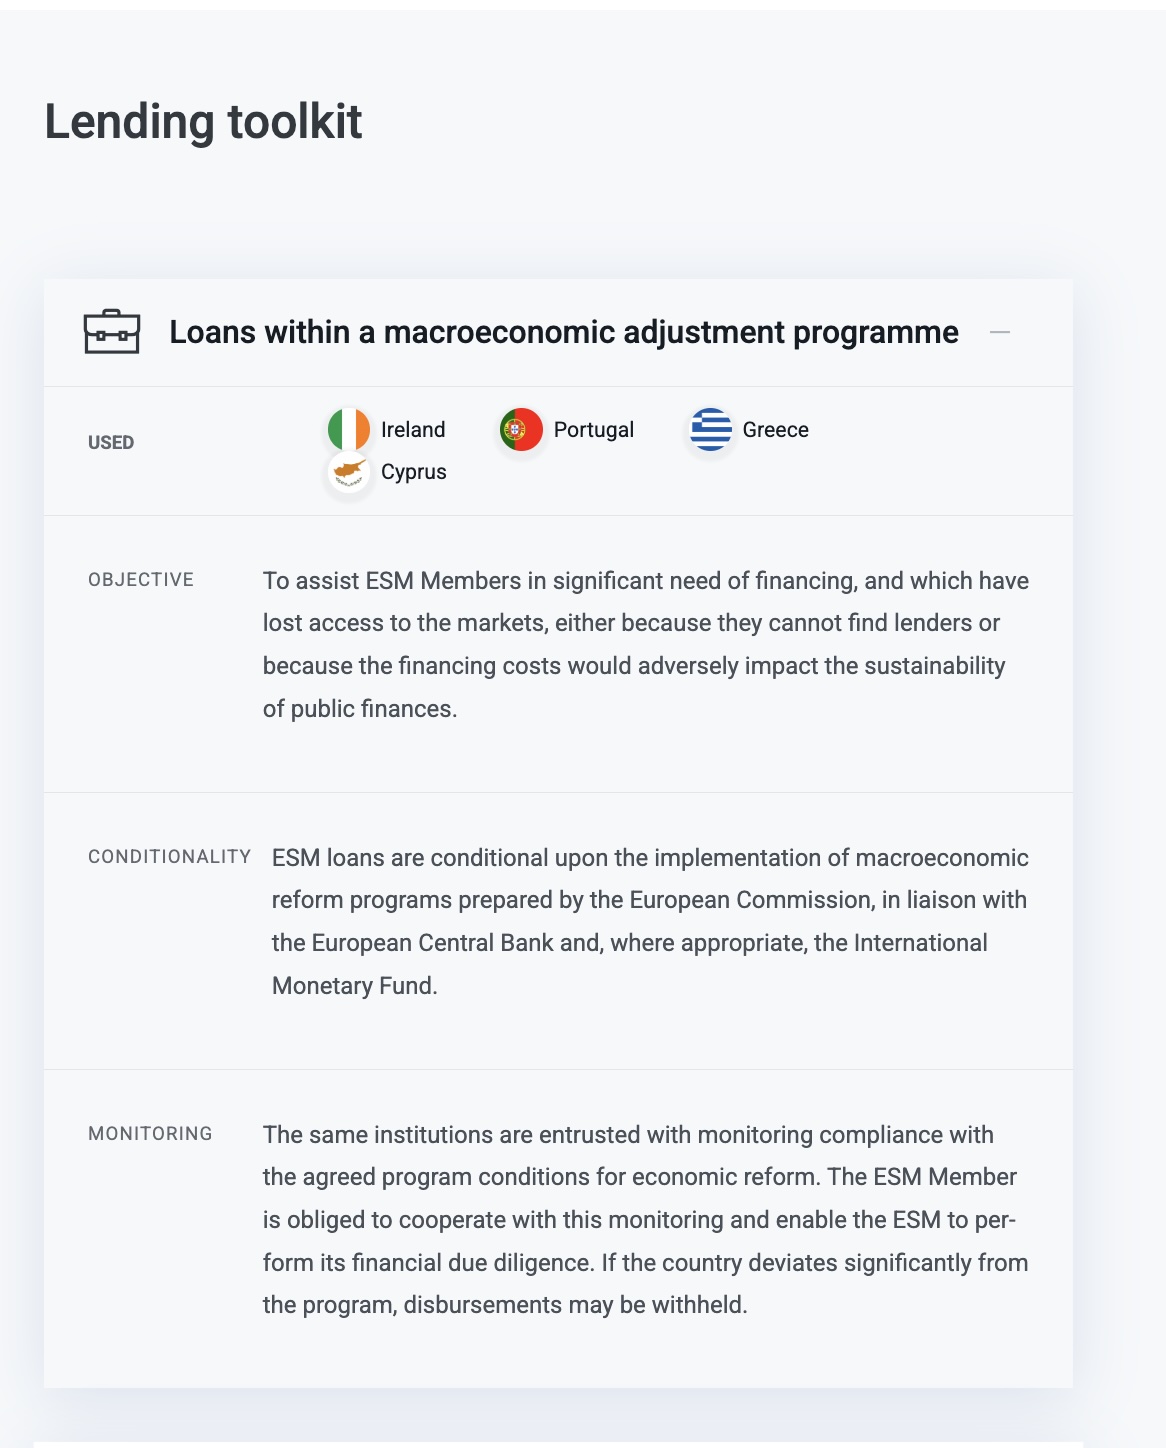 Lending toolkit
Loans within a macroeconomic adjustment programme
USED
Ireland
Portugal
Greece
Cyprus
OBJECTIVE
To assist ESM Members in significant need of financing, and which have
lost access to the markets, either because they cannot find lenders or
because the financing costs would adversely impact the sustainability
of public finances.
CONDITIONALITY
ESM loans are conditional upon the implementation of macroeconomic
reform programs prepared by the European Commission, in liaison with
the European Central Bank and, where appropriate, the International
Monetary Fund.
MONITORING
The same institutions are entrusted with monitoring compliance with
the agreed program conditions for economic reform. The ESM Member
is obliged to cooperate with this monitoring and enable the ESM to per-
form its financial due diligence. If the country deviates significantly from
the program, disbursements may be withheld.